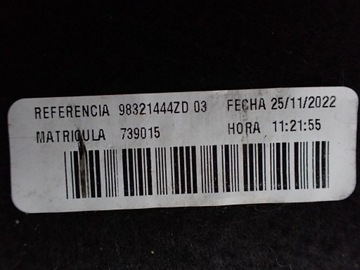 REFERENCIA 98321444ZD 03 FECHA 25/11/2022
MATRICULA 739015 HORA 11:21:55